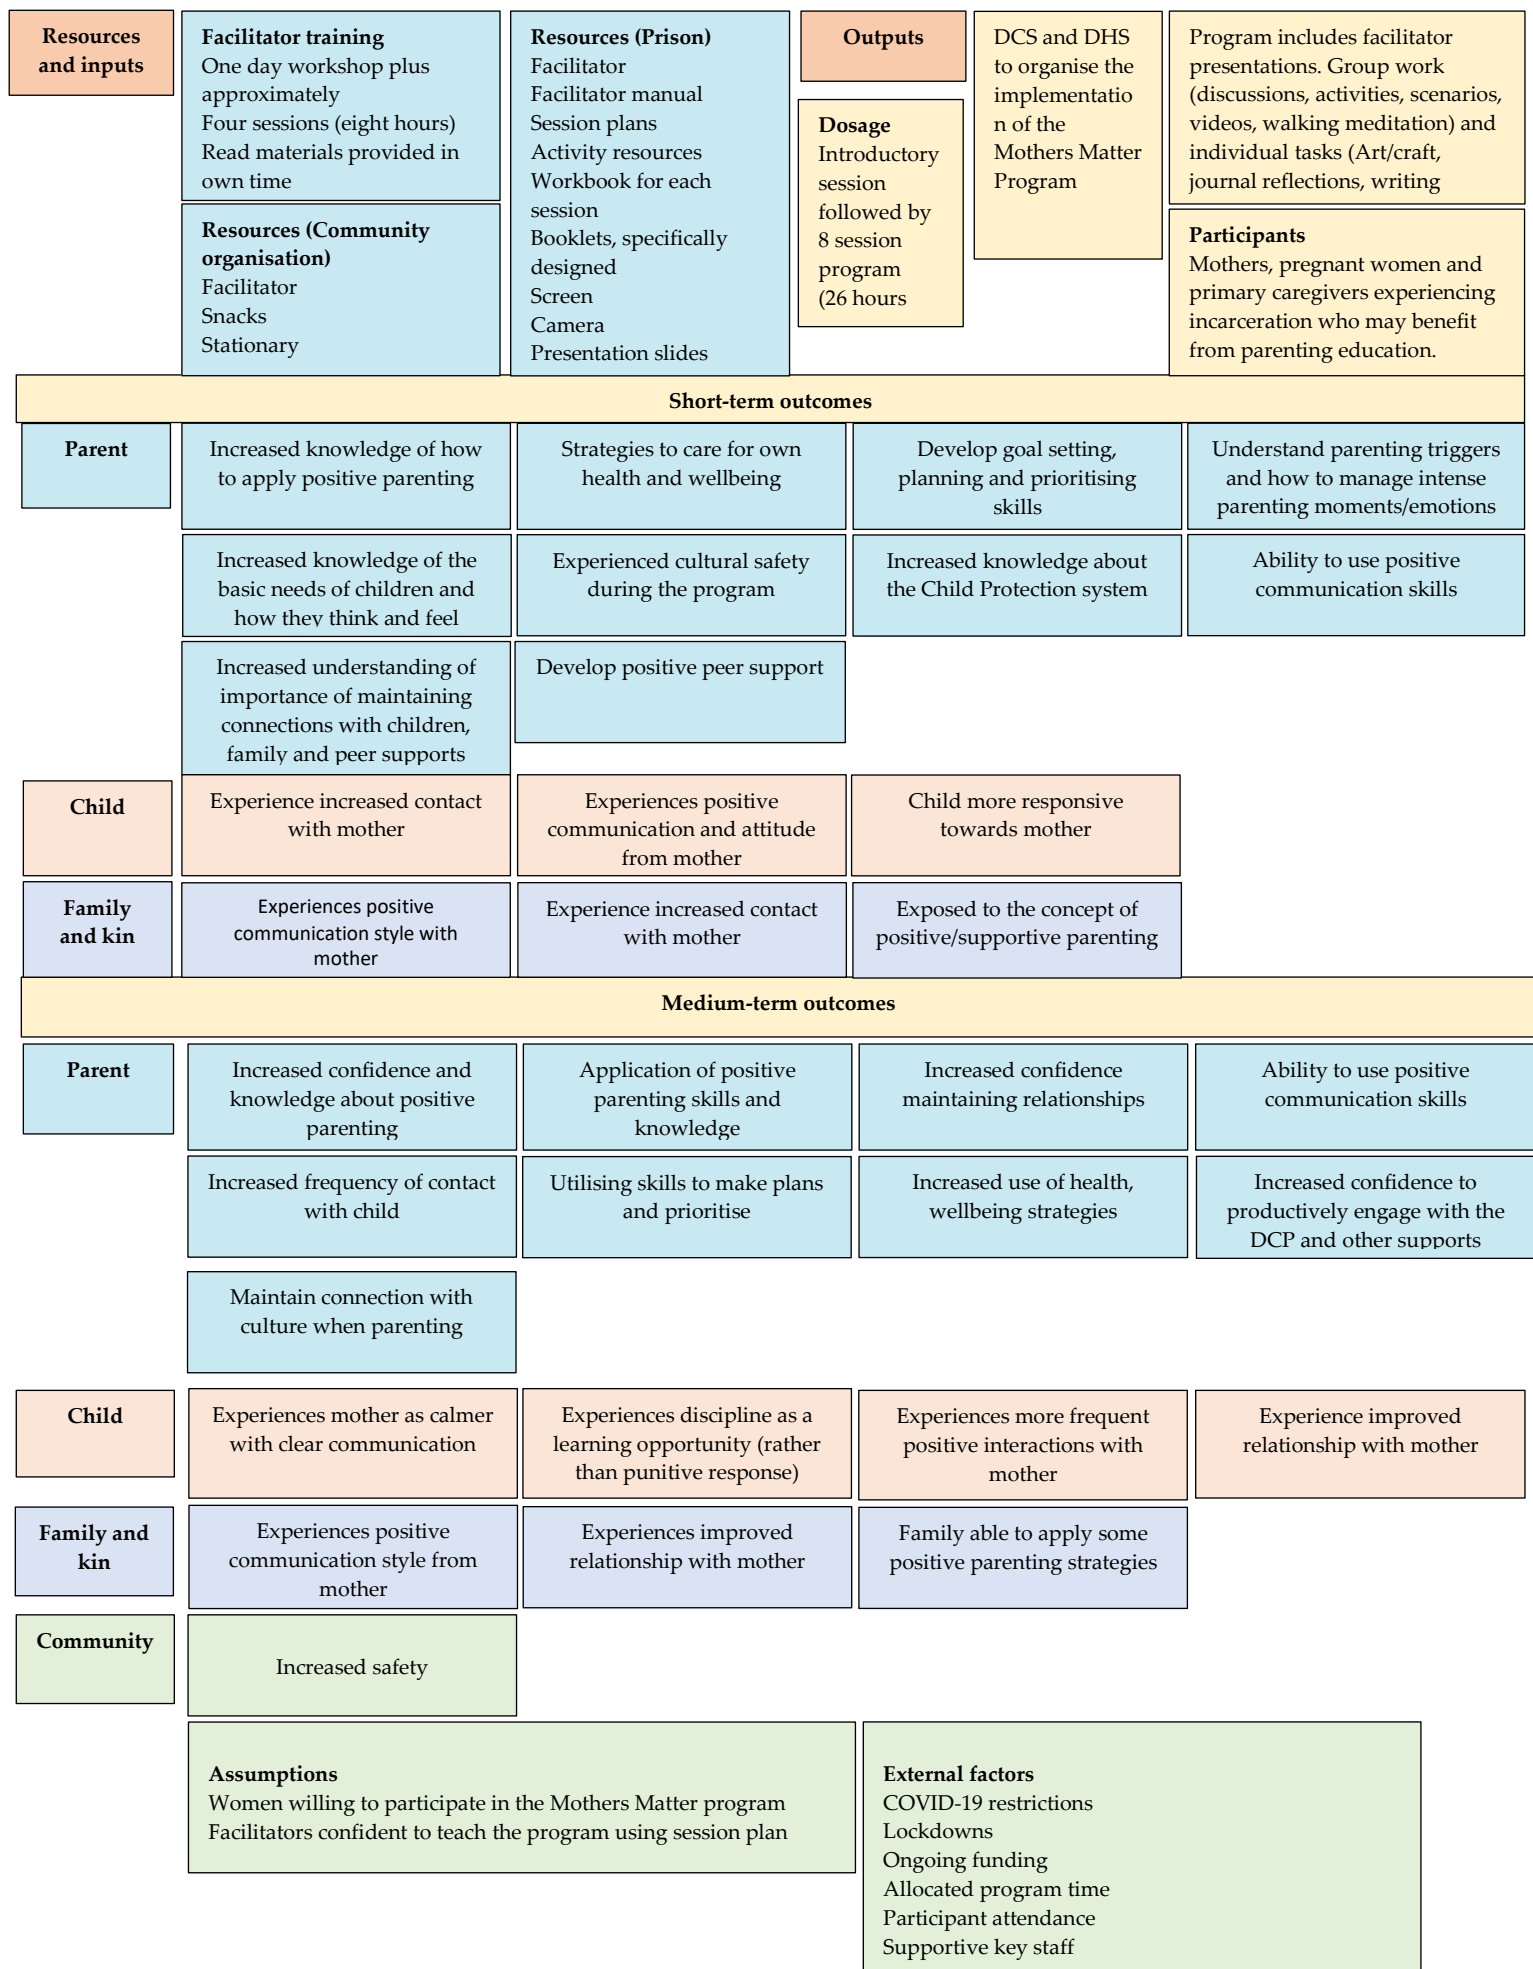 Resources
and inputs
Facilitator training
One day workshop plus
approximately
Four sessions (eight hours)
Read materials provided in
own time
Resources (Community
organisation)
Facilitator
Snacks
Stationary
Resources (Prison)
Facilitator
Facilitator manual
Session plans
Activity resources
Workbook for each
session
Booklets, specifically
designed
Screen
Camera
Presentation slides
Outputs
Dosage
Introductory
session
followed by
8 session
program
(26 hours
DCS and DHS
to organise the
implementatio
n of the
Mothers Matter
Program
Program includes facilitator
presentations. Group work
(discussions, activities, scenarios,
videos, walking meditation) and
individual tasks (Art/craft,
journal reflections, writing
Participants
Mothers, pregnant women and
primary caregivers experiencing
incarceration who may benefit
from parenting education.
Short-term outcomes
Parent
Increased knowledge of how
to apply positive parenting
Strategies to care for own
health and wellbeing
Develop goal setting,
planning and prioritising
skills
Understand parenting triggers
and how to manage intense
parenting moments/emotions
Increased knowledge of the
basic needs of children and
how they think and feel
Experienced cultural safety
during the program
Increased knowledge about
the Child Protection system
Ability to use positive
communication skills
Increased understanding of
importance of maintaining
connections with children,
family and peer supports
Develop positive peer support
Child
Experience increased contact
with mother
Experiences positive
communication and attitude
from mother
Child more responsive
towards mother
Family
and kin
Experiences positive
communication style with
mother
Experience increased contact
with mother
Exposed to the concept of
positive/supportive parenting
Medium-term outcomes
Parent
Increased confidence and
knowledge about positive
parenting
Application of positive
parenting skills and
knowledge
Increased confidence
maintaining relationships
Ability to use positive
communication skills
Increased frequency of contact
with child
Utilising skills to make plans
and prioritise
Increased use of health,
wellbeing strategies
Increased confidence to
productively engage with the
DCP and other supports
Maintain connection with
culture when parenting
Child
Experiences mother as calmer
with clear communication
Experiences discipline as a
learning opportunity (rather
than punitive response)
Experiences more frequent
positive interactions with
mother
Experience improved
relationship with mother
Family and
kin
Experiences positive
communication style from
mother
Experiences improved
relationship with mother
Family able to apply some
positive parenting strategies
Community
Increased safety
Assumptions
Women willing to participate in the Mothers Matter program
Facilitators confident to teach the program using session plan
External factors
COVID-19 restrictions
Lockdowns
Ongoing funding
Allocated program time
Participant attendance
Supportive key staff